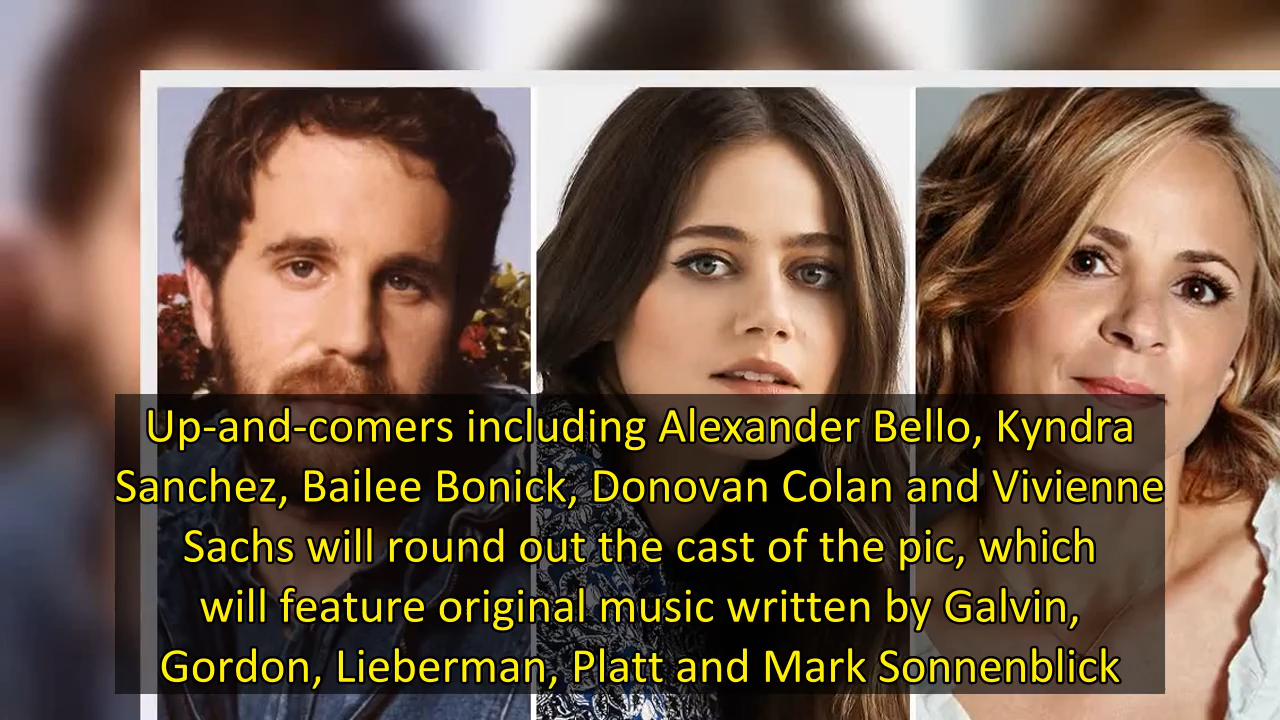 Up-and-comers including Alexander Bello, Kyndra
Sanchez, Bailee Bonick, Donovan Colan and Vivienne
Sachs will round out the cast of the pic, which
will feature original music written by Galvin,
Gordon, Lieberman, Platt and Mark Sonnenblick